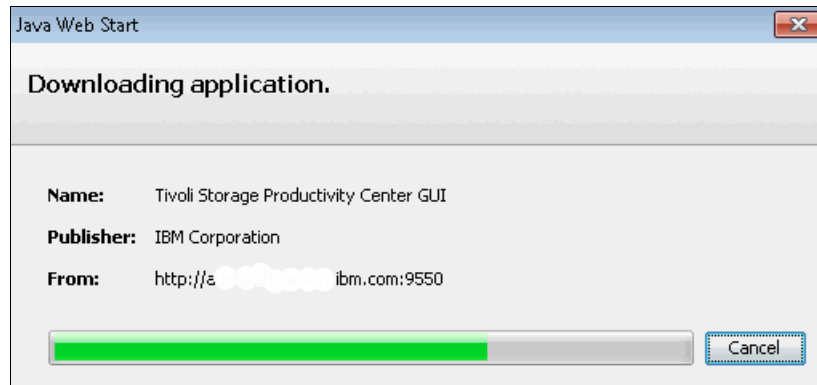 Java Web Start
Downloading application.
Name: Tivoli Storage Productivity Center GUI
Publisher: IBM Corporation
From: http://a ibm.com:9550
Cancel